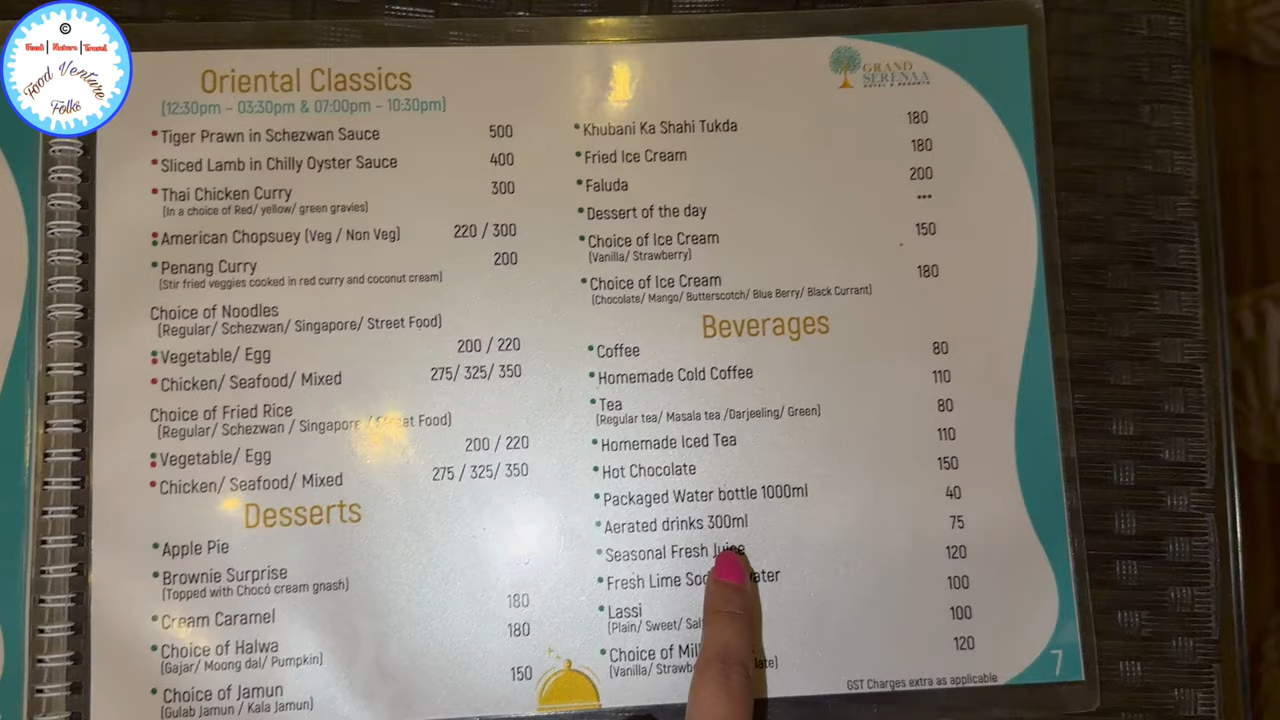 ©
Food | Nature | Travel
Food Venture
Folks
GRAND
SERENAA
HOTEL & RESORTS
Oriental Classics
(12:30pm – 03:30pm & 07:00pm – 10:30pm)
Tiger Prawn in Schezwan Sauce 500
Sliced Lamb in Chilly Oyster Sauce 400
Thai Chicken Curry 300
(In a choice of Red/ yellow/ green gravies)
American Chopsuey (Veg / Non Veg) 220 / 300
Penang Curry 200
(Stir fried veggies cooked in red curry and coconut cream)
Choice of Noodles
(Regular/ Schezwan/ Singapore/ Street Food)
Vegetable/ Egg 200 / 220
Chicken/ Seafood/ Mixed 275/ 325/ 350
Choice of Fried Rice
(Regular/ Schezwan / Singapore / Street Food)
Vegetable/ Egg 200 / 220
Chicken/ Seafood/ Mixed 275 / 325 / 350
Desserts
Apple Pie
Brownie Surprise
(Topped with Choco cream gnash)
Cream Caramel 180
Choice of Halwa 180
(Gajar/ Moong dal/ Pumpkin)
Choice of Jamun 150
(Gulab Jamun / Kala Jamun)
Khubani Ka Shahi Tukda 180
Fried Ice Cream 180
Faluda 200
Dessert of the day ***
Choice of Ice Cream 150
(Vanilla/ Strawberry)
Choice of Ice Cream 180
(Chocolate/ Mango/ Butterscotch/ Blue Berry/ Black Currant)
Beverages
Coffee 80
Homemade Cold Coffee 110
Tea 80
(Regular tea/ Masala tea /Darjeeling/ Green)
Homemade Iced Tea 110
Hot Chocolate 150
Packaged Water bottle 1000ml 40
Aerated drinks 300ml 75
Seasonal Fresh Juice 120
Fresh Lime 100
Lassi 100
(Plain/ Sweet/
Choice of 120
(Vanilla/
GST Charges extra as applicable
7